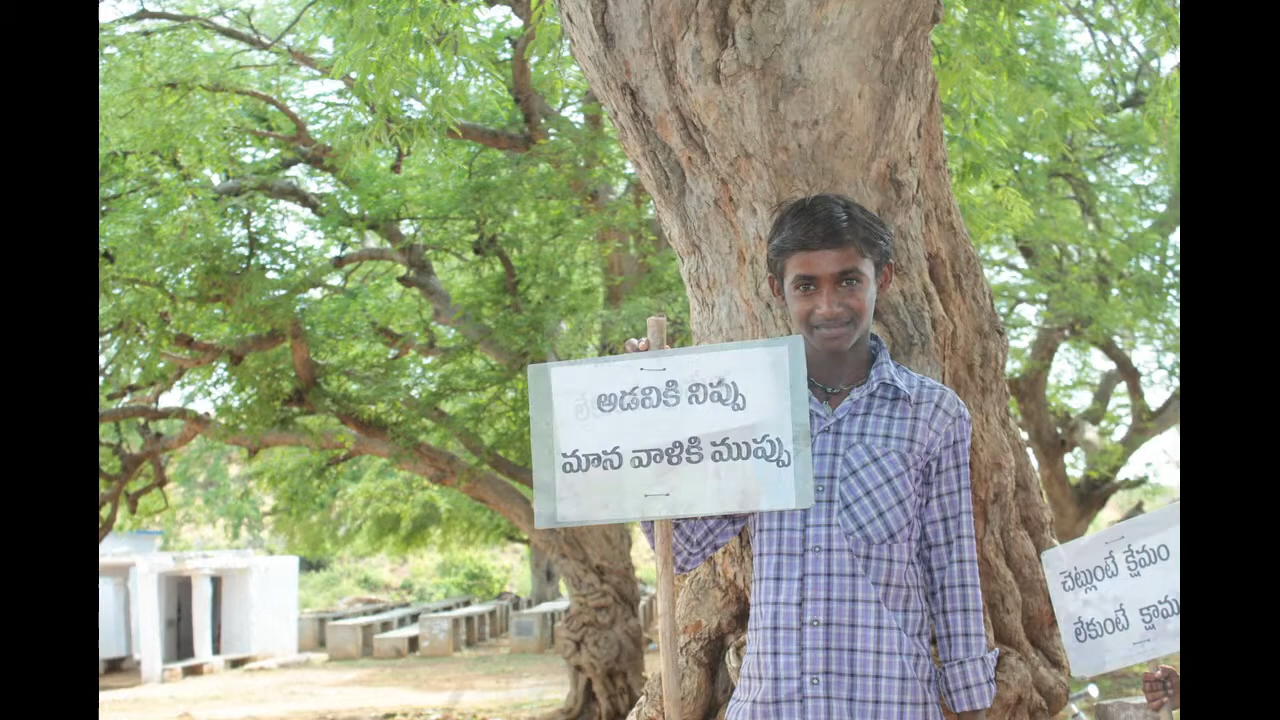 అడవికి నిప్పు
మాన వాళికి ముప్పు
చెట్లుంటే క్షేమం
లేకుంటే క్షామ